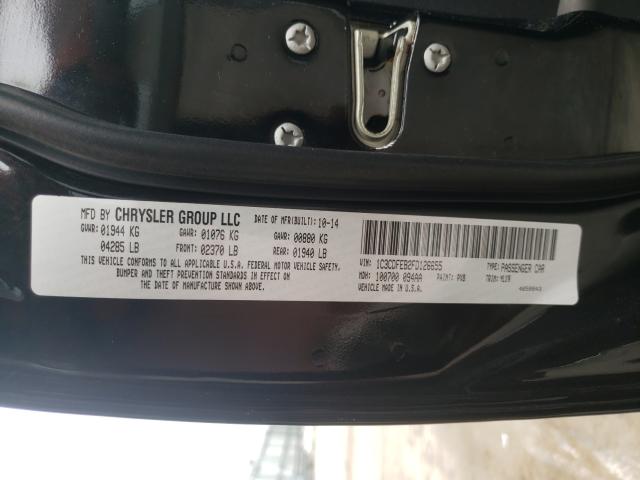 MFD BY CHRYSLER GROUP LLC DATE OF MFR(BUILT): 10-14
GVWR: 01944 KG GAWR: 01076 KG GAWR: 00880 KG
04285 LB FRONT: 02370 LB REAR: 01940 LB
THIS VEHICLE CONFORMS TO ALL APPLICABLE U.S.A. FEDERAL MOTOR VEHICLE SAFETY,
BUMPER AND THEFT PREVENTION STANDARDS IN EFFECT ON
THE DATE OF MANUFACTURE SHOWN ABOVE.
VIN: 1C3CDFEB2FD126855 TYPE: PASSENGER CAR
MDH: 100700 094AA PAINT: PXB TRIM:
VEHICLE MADE IN U.S.A.